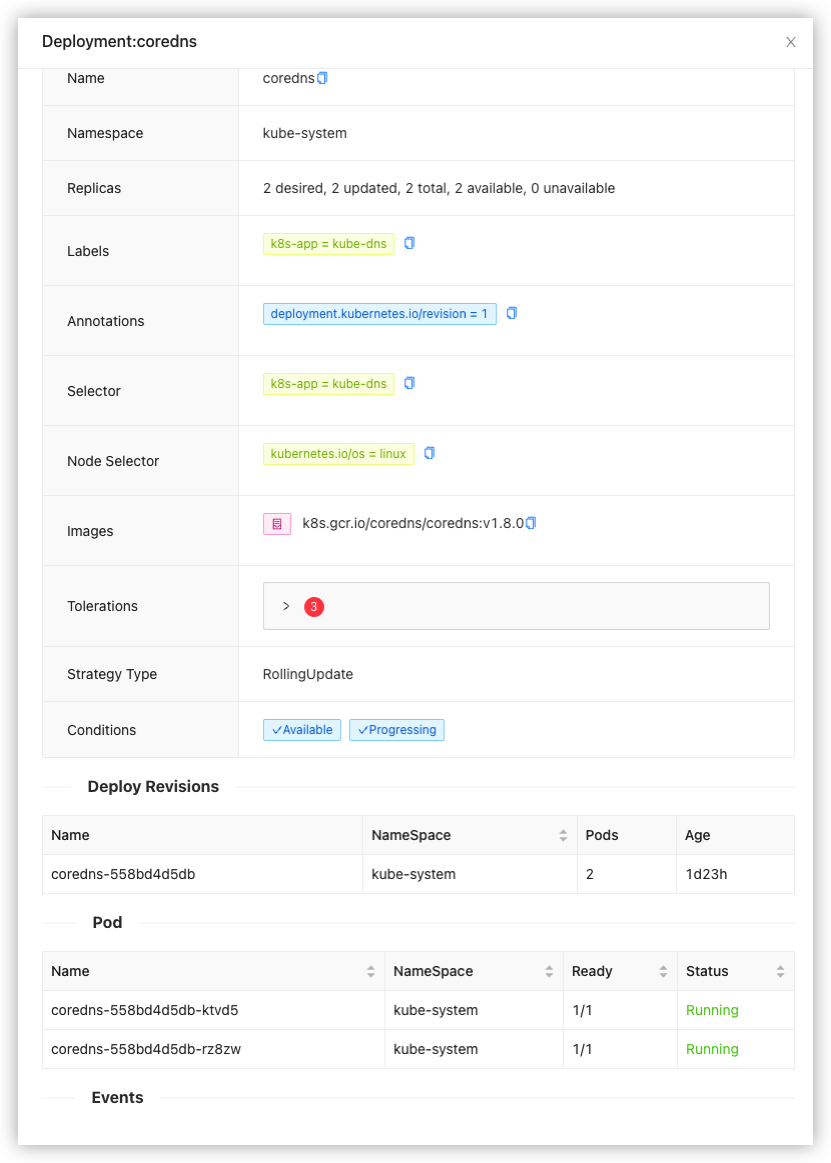 Deployment:coredns
Name coredns
Namespace kube-system
Replicas 2 desired, 2 updated, 2 total, 2 available, 0 unavailable
Labels k8s-app = kube-dns
Annotations deployment.kubernetes.io/revision = 1
Selector k8s-app = kube-dns
Node Selector kubernetes.io/os = linux
Images k8s.gcr.io/coredns/coredns:v1.8.0
Tolerations > 3
Strategy Type RollingUpdate
Conditions ✓Available ✓Progressing
Deploy Revisions
Name NameSpace Pods Age
coredns-558bd4d5db kube-system 2 1d23h
Pod
Name NameSpace Ready Status
coredns-558bd4d5db-ktvd5 kube-system 1/1 Running
coredns-558bd4d5db-rz8zw kube-system 1/1 Running
Events